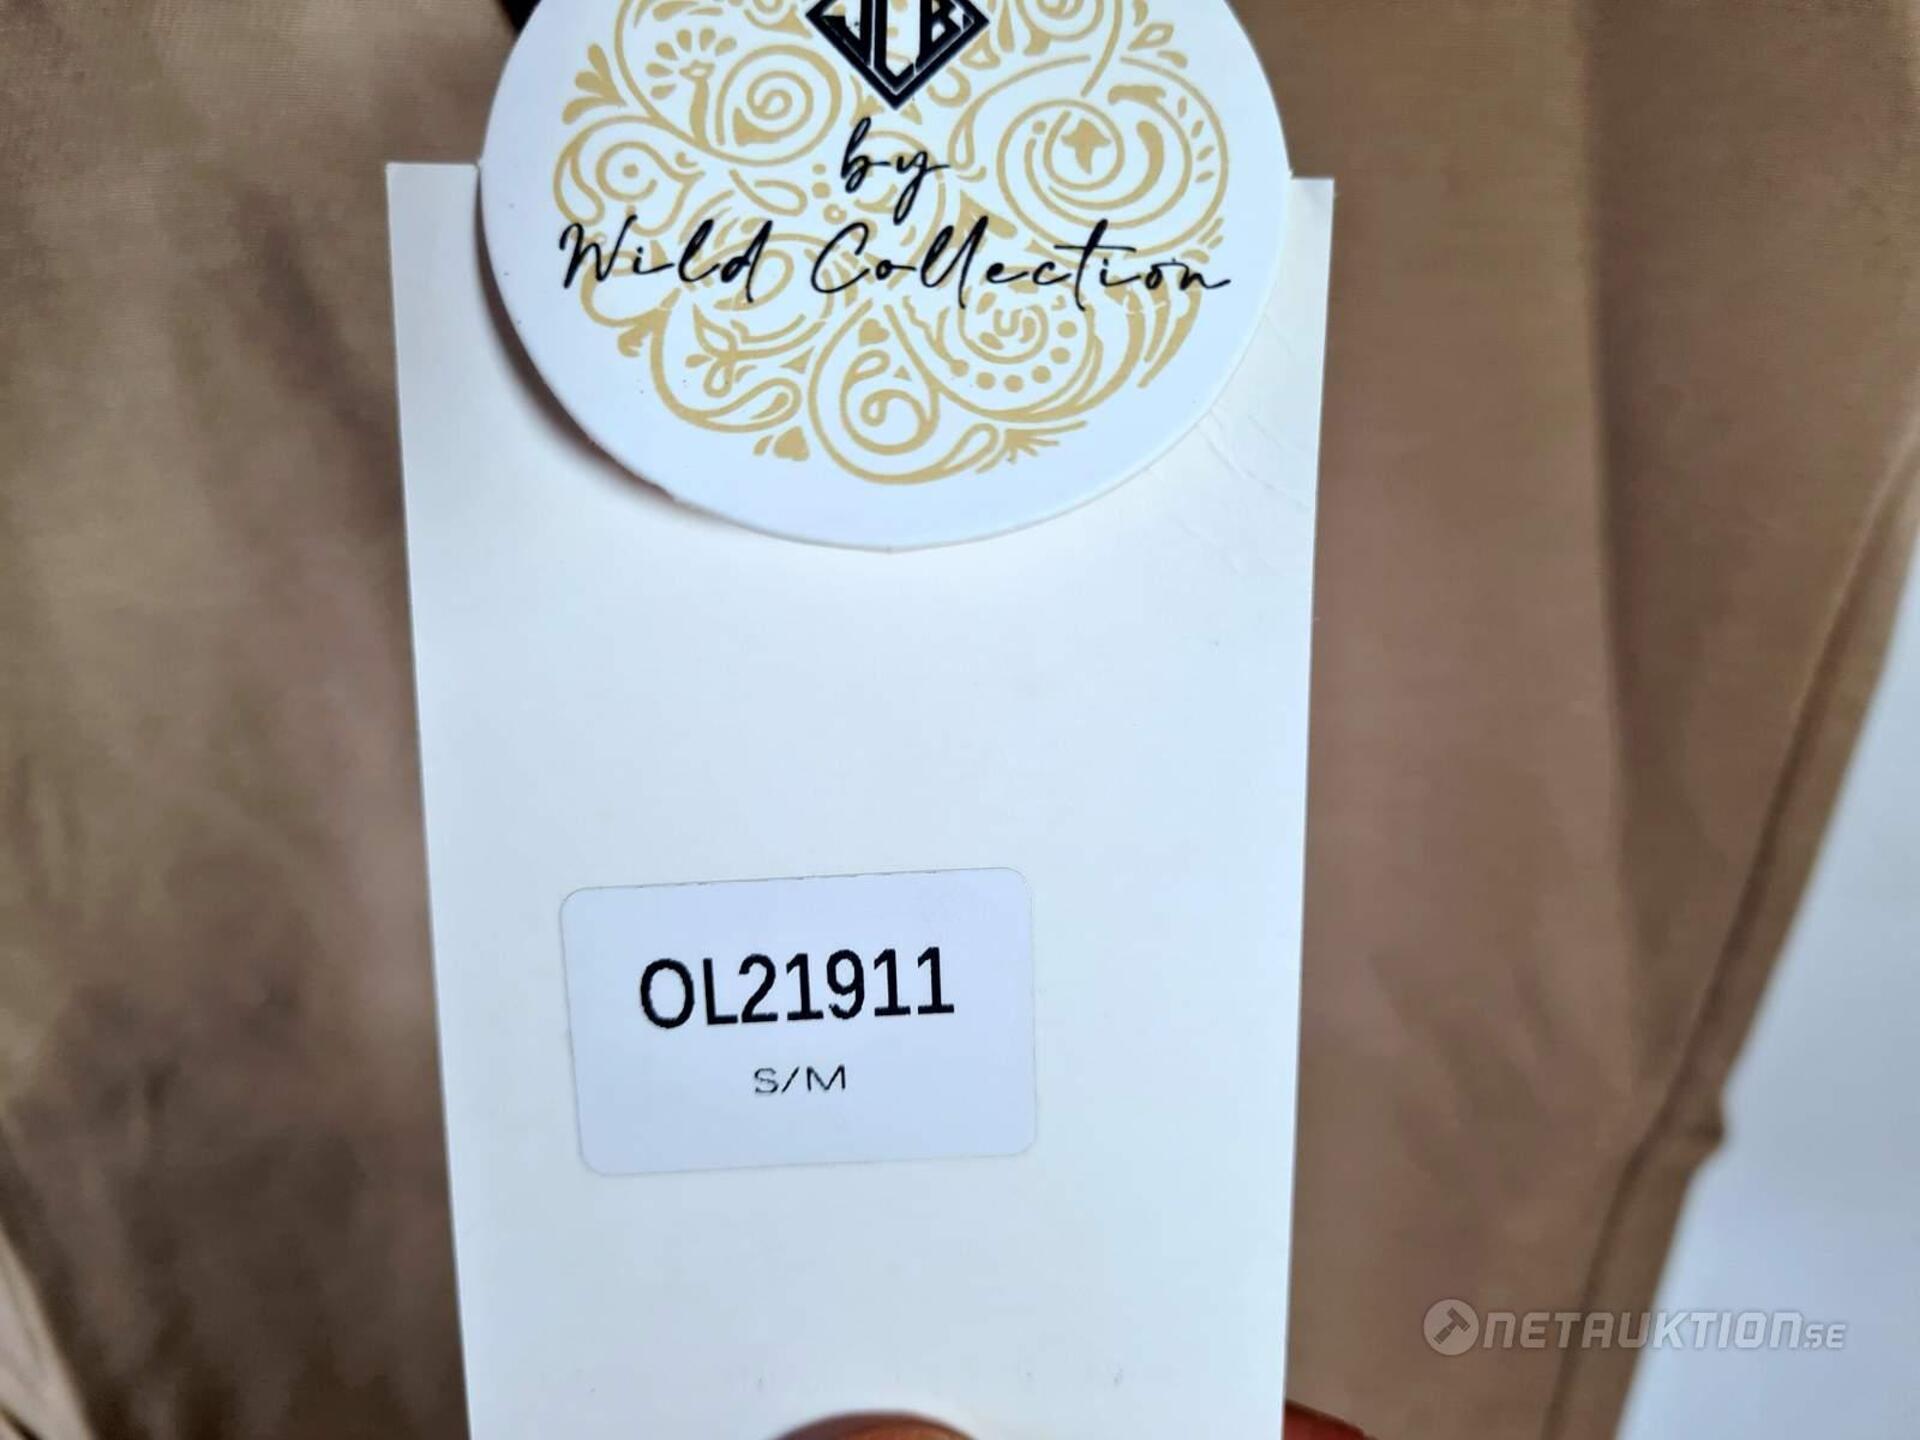 by
Wild Collection
OL21911
S/M
NETAUKTION.SE